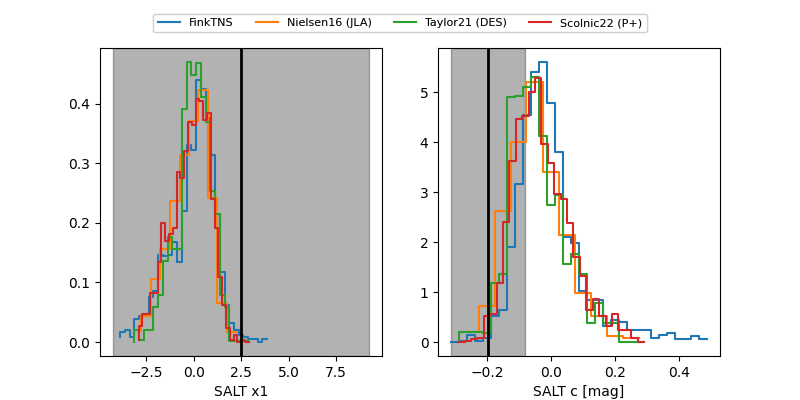 FinkTNS Nielsen16 (JLA) Taylor21 (DES) Scolnic22 (P+)
0.4
0.3
0.2
0.1
0.0
−2.5 0.0 2.5 5.0 7.5
SALT x1
5
4
3
2
1
0
−0.2 0.0 0.2 0.4
SALT c [mag]